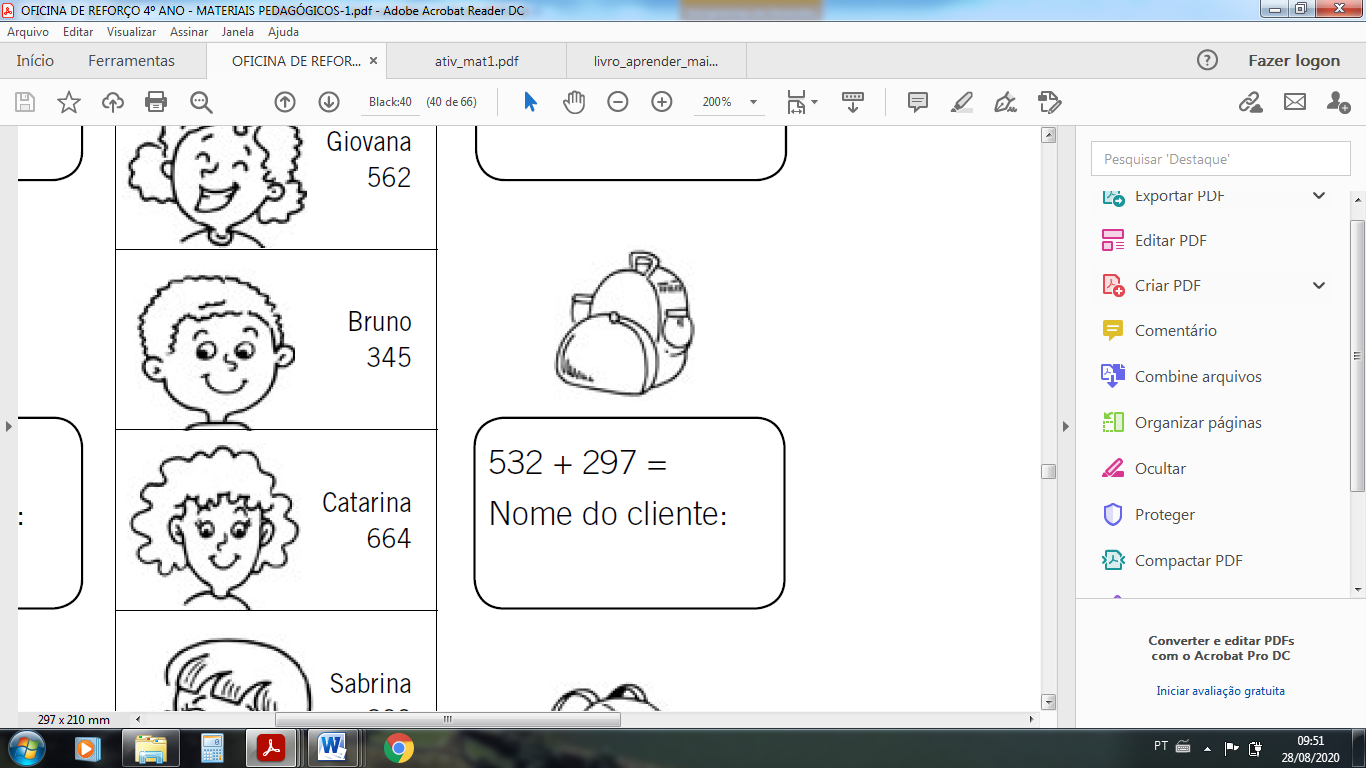 OFICINA DE REFORÇO 4º ANO - MATERIAIS PEDAGÓGICOS-1.pdf - Adobe Acrobat Reader DC
Arquivo Editar Visualizar Assinar Janela Ajuda
Início Ferramentas OFICINA DE REFOR... × ativ_mat1.pdf livro_aprender_mai... ? Fazer logon
Black:40 (40 de 66) 200%
Giovana
562
Bruno
345
Catarina
664
Sabrina
532 + 297 =
Nome do cliente:
:
Pesquisar 'Destaque'
Exportar PDF
Editar PDF
Criar PDF
Comentário
Combine arquivos
Organizar páginas
Ocultar
Proteger
Compactar PDF
Converter e editar PDFs
com o Acrobat Pro DC
Iniciar avaliação gratuita
297 x 210 mm
PT
09:51
28/08/2020